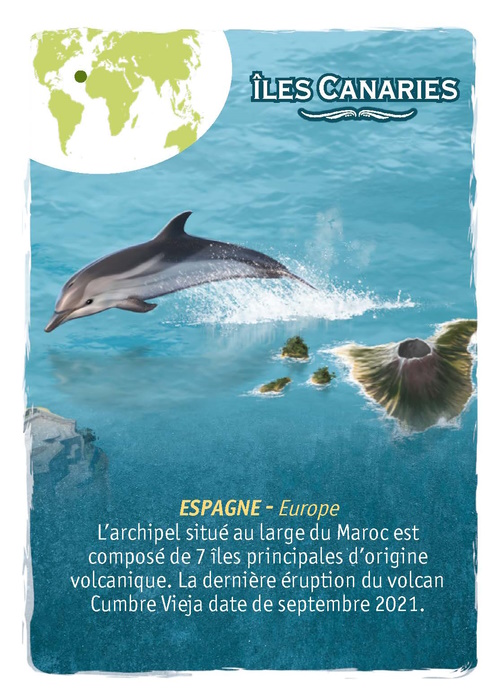 ÎLES CANARIES
ESPAGNE - Europe
L'archipel situé au large du Maroc est
composé de 7 îles principales d'origine
volcanique. La dernière éruption du volcan
Cumbre Vieja date de septembre 2021.